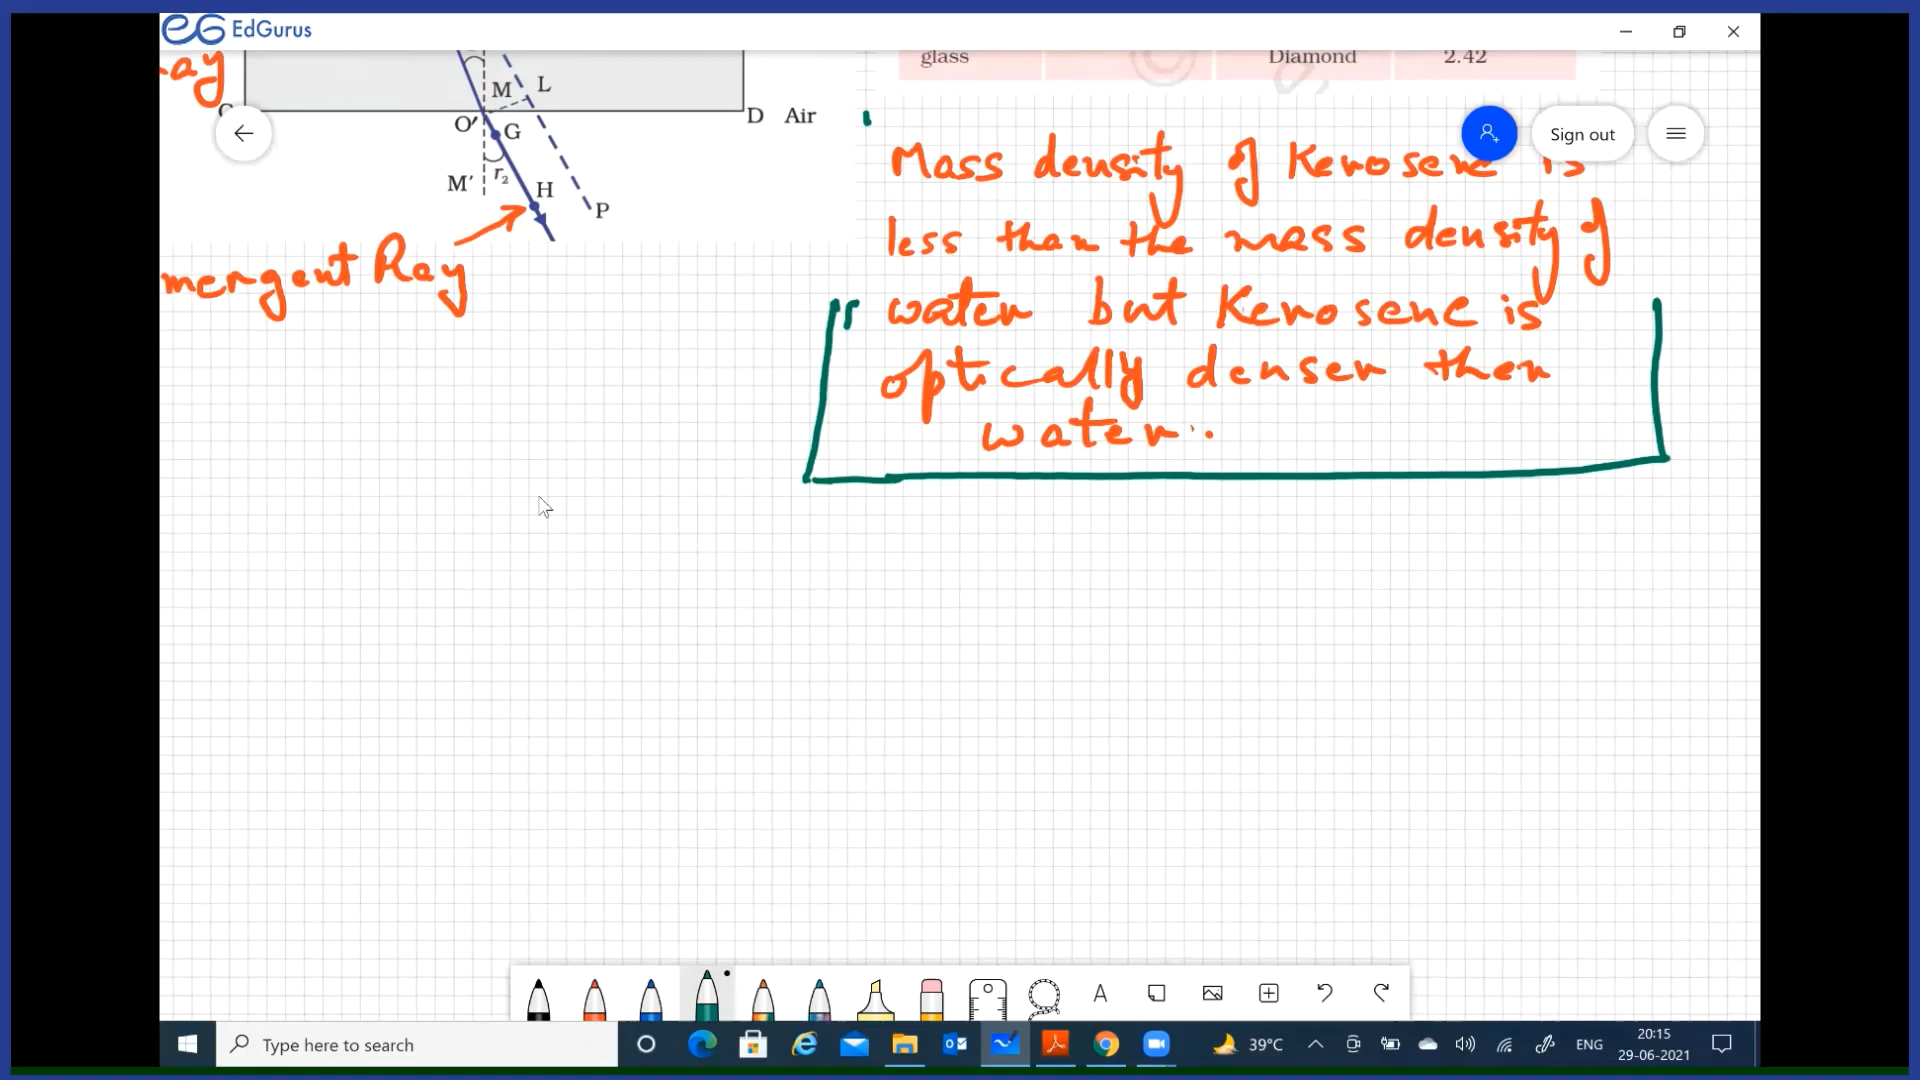 EdGurus
ay
glass Diamond 2.42
M L
O' G
D Air
M' r₂ H
P
mergent Ray
Sign out
Mass density of Kerosene is
less than the mass density of
water but Kerosene is
optically denser then
water.
A
Type here to search
39°C
ENG
20:15
29-06-2021